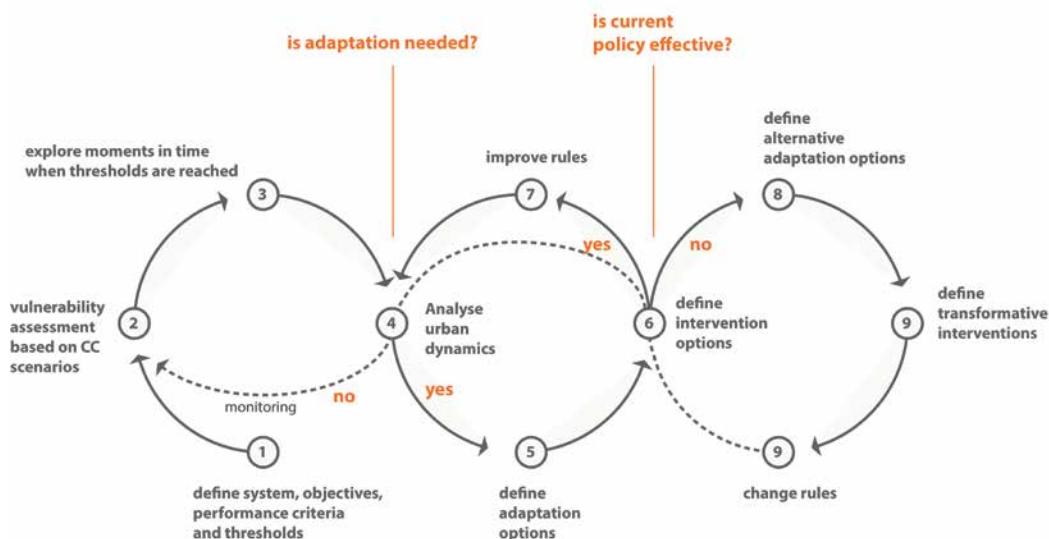 is adaptation needed?
is current
policy effective?
explore moments in time
when thresholds are reached
3
improve rules
7
define
alternative
adaptation options
8
yes
no
vulnerability
assessment
based on CC
scenarios
2
4
Analyse
urban
dynamics
6
define
intervention
options
9
define
transformative
interventions
monitoring
no
yes
1
define system, objectives,
performance criteria
and thresholds
5
define
adaptation
options
9
change rules